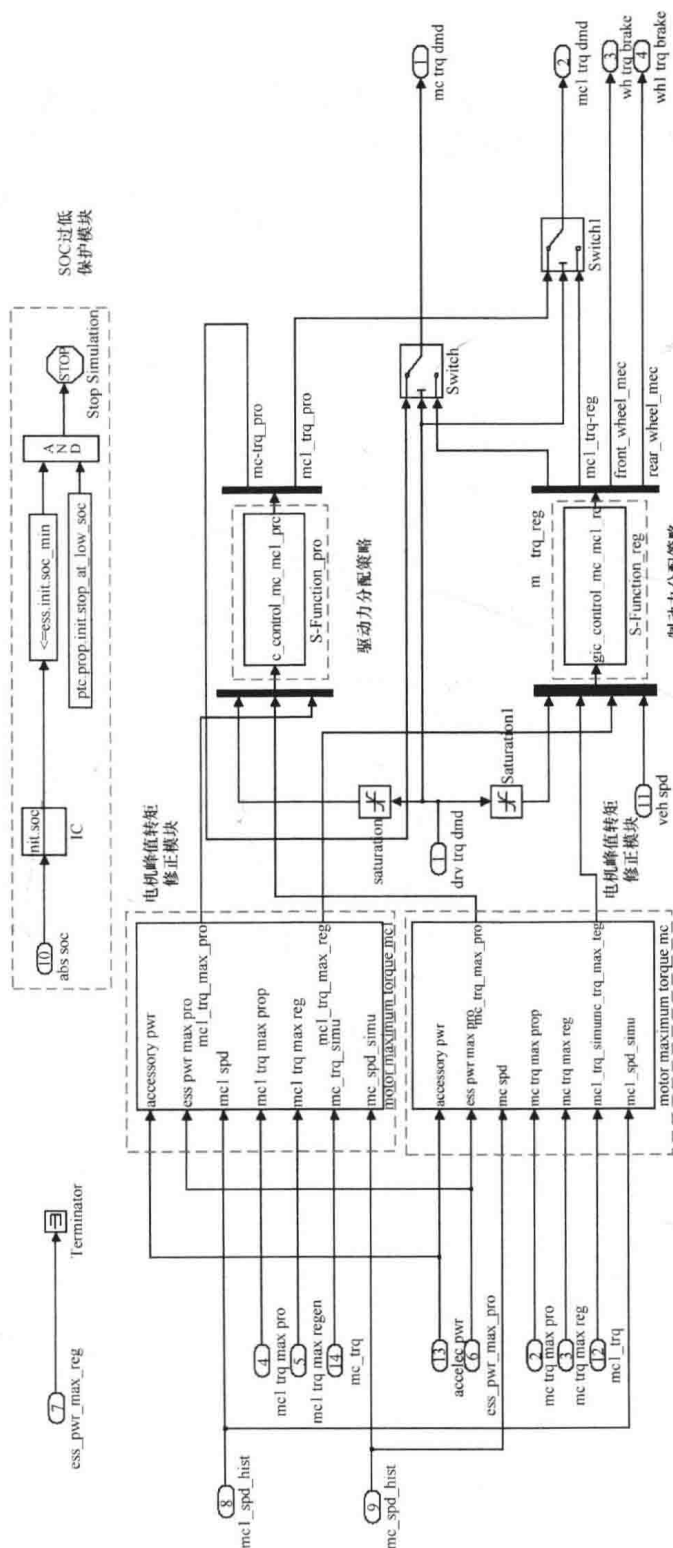 7
ess_pwr_max_reg
Terminator
10
abs soc
init.soc
IC
<=ess.init.soc_min
ptc.prop.init.stop_at_low_soc
AND
STOP
Stop Simulation
SOC过低
保护模块
8
mc1_spd_hist
9
mc_spd_hist
4
mc1 trq max pro
5
mc1 trq max regen
14
mc_trq
13
accelec pwr
6
ess_pwr_max_pro
2
mc trq max pro
3
mc trq max reg
12
mc1_trq
电机峰值转矩
修正模块
accessory pwr
ess pwr max pro
mc1_trq_max_pro
mc1 spd
mc1 trq max prop
mc1 trq max reg
mc1_trq_max_reg
mc_trq_simu
mc_spd_simu
motor maximum torque mc1
电机峰值转矩
修正模块
accessory pwr
ess pwr max pro
mc_trq_max_pro
mc spd
mc trq max prop
mc trq max reg
mc1_trq_simu
mc_trq_max_reg
mc1_spd_simu
motor maximum torque mc
saturation
1
drv trq dmd
Saturation1
11
veh spd
c_control_mc_mc1_prc
S-Function_pro
驱动力分配策略
mc-trq_pro
mc1_trq_pro
m
trq_reg
gic_control_mc_mc1_re
S-Function_reg
mc1_trq-reg
front_wheel_mec
rear_wheel_mec
Switch
Switch1
1
mc trq dmd
2
mc1 trq dmd
3
wh trq brake
4
wh1 trq brake